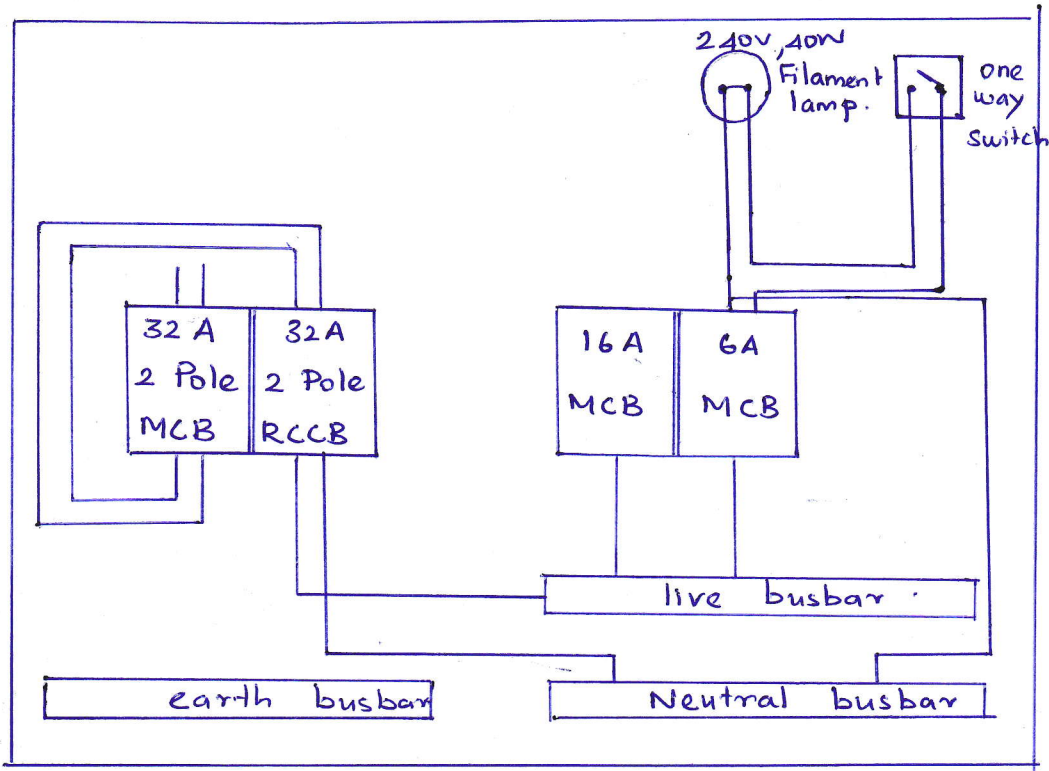 240V, 40W
Filament
lamp.
one
way
switch
32 A
2 Pole
MCB
32A
2 Pole
RCCB
16A
MCB
6A
MCB
live busbar
earth busbar
Neutral busbar